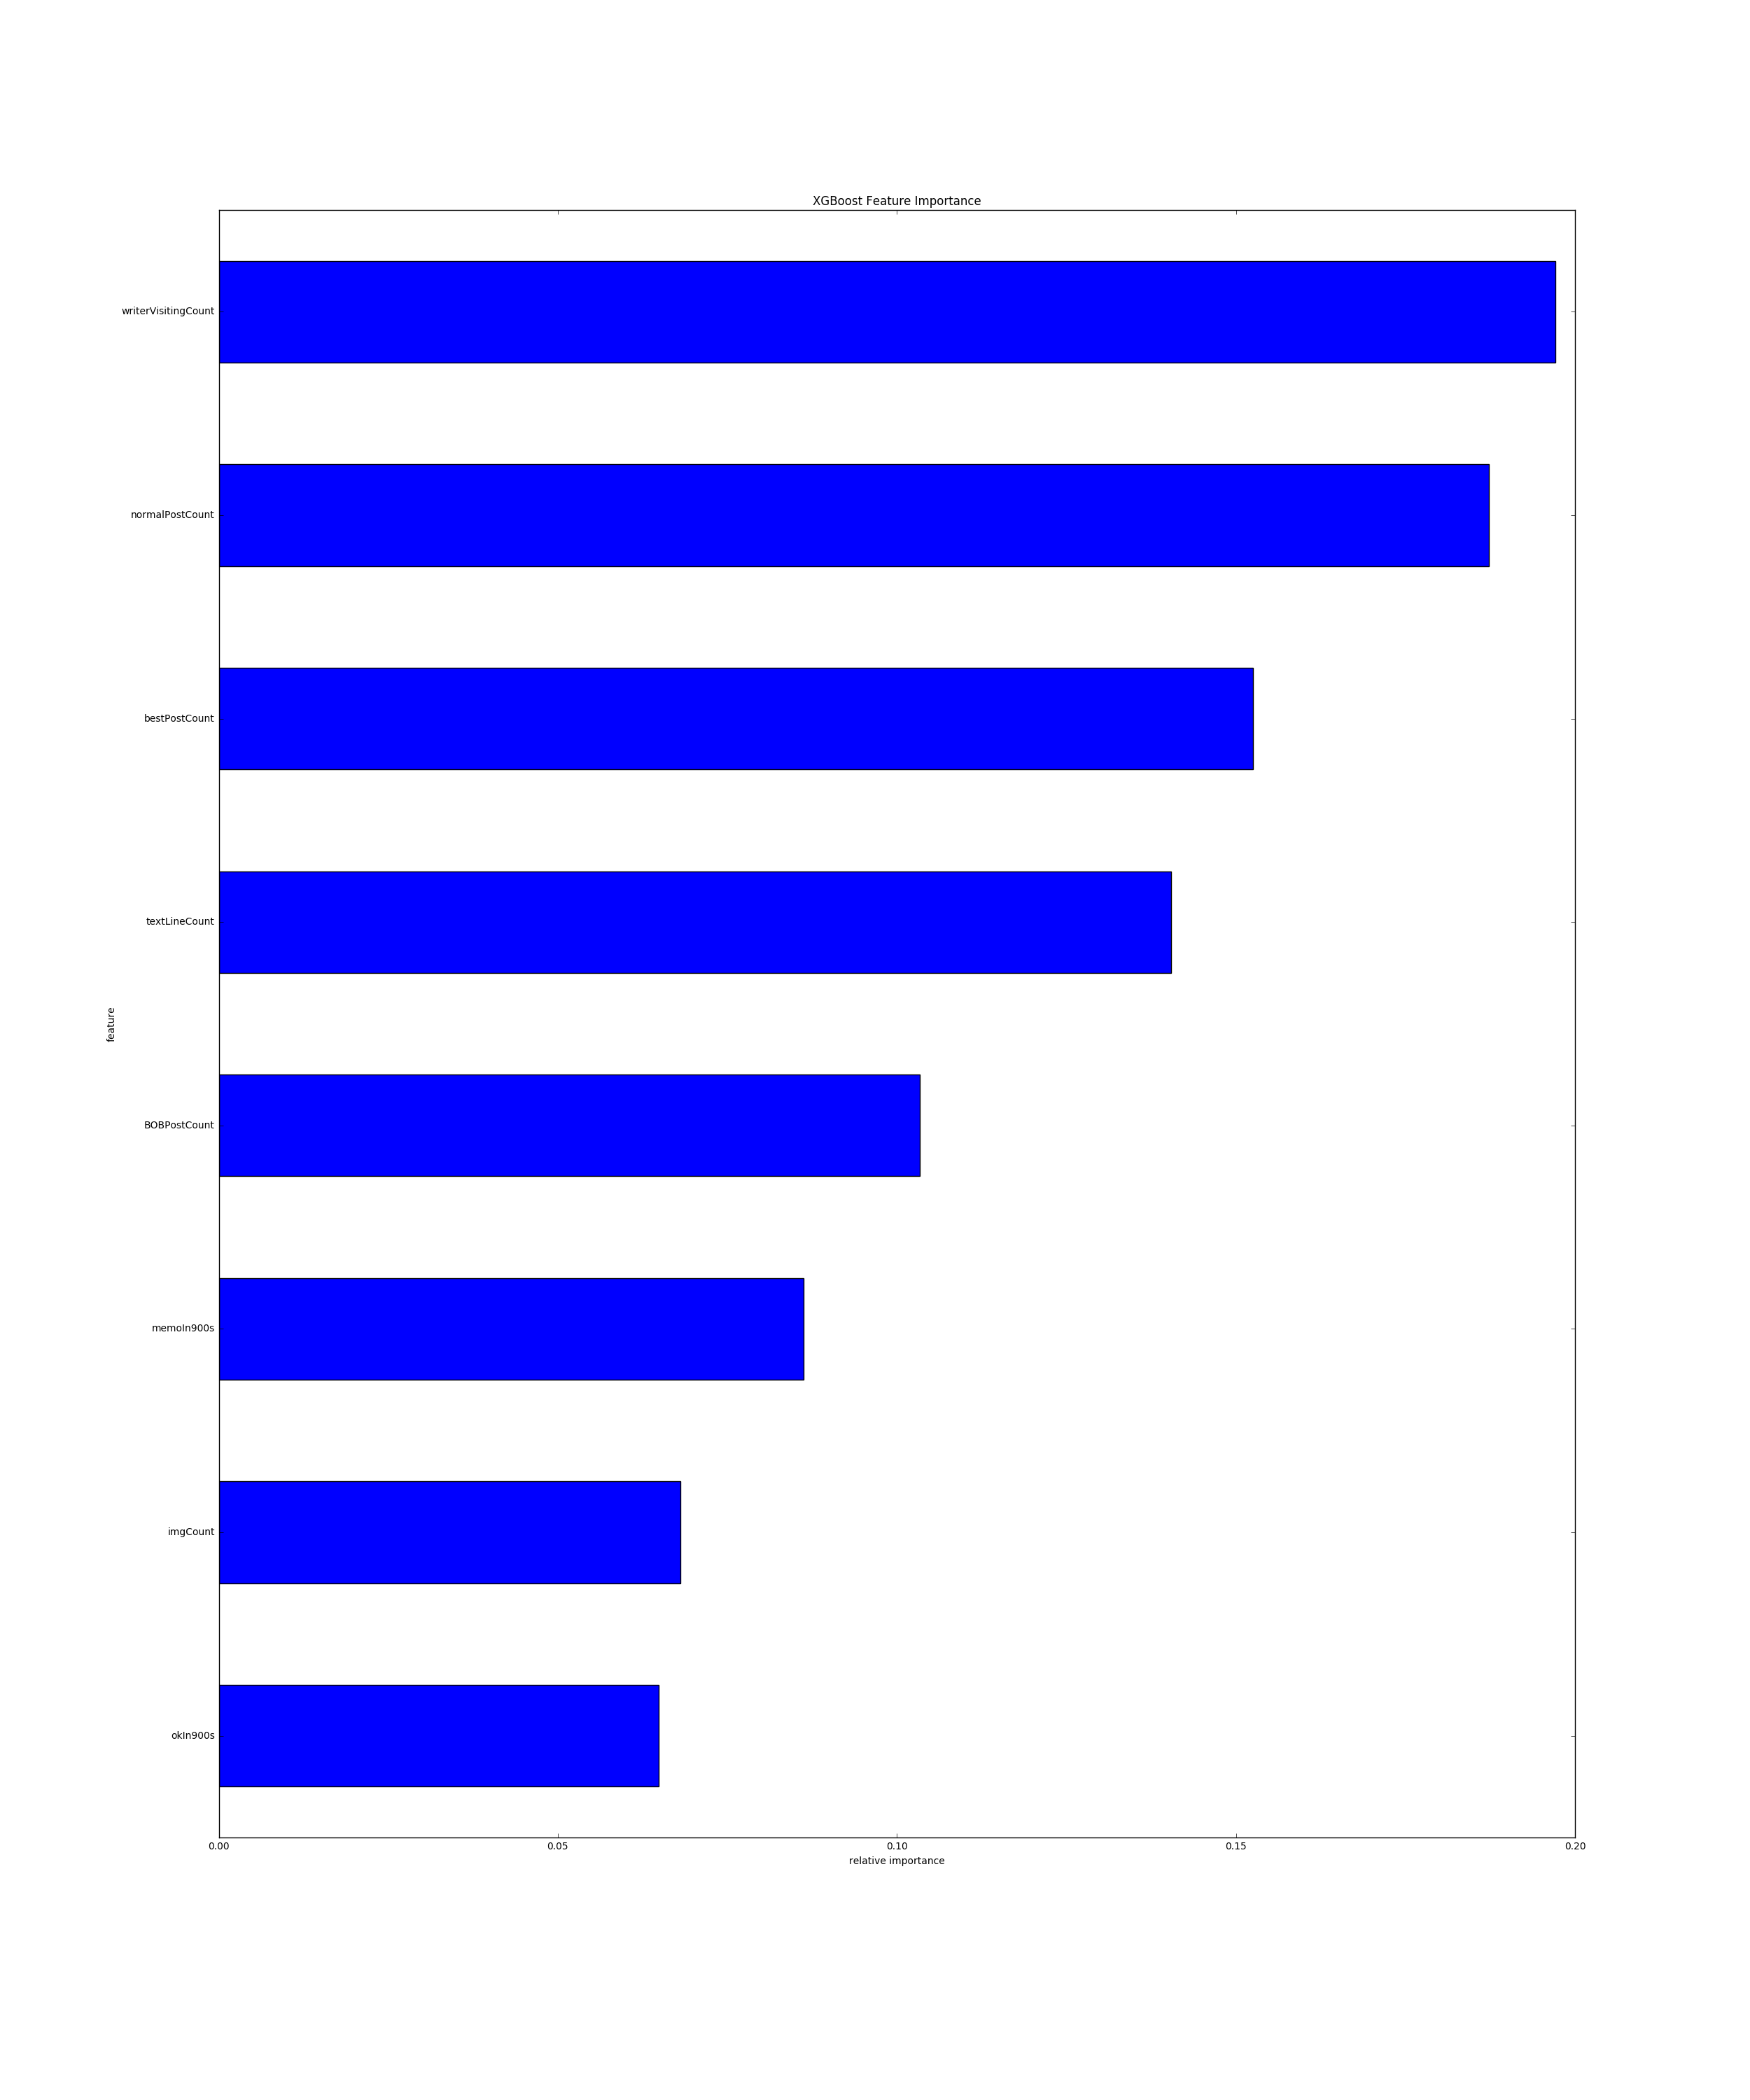 XGBoost Feature Importance
writerVisitingCount
normalPostCount
bestPostCount
textLineCount
feature
BOBPostCount
memoIn900s
imgCount
okIn900s
0.00 0.05 0.10 0.15 0.20
relative importance